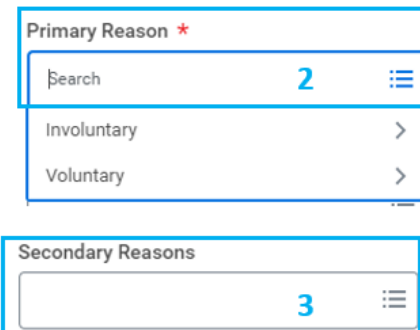 Primary Reason *
Search 2
Involuntary
Voluntary
Secondary Reasons
3